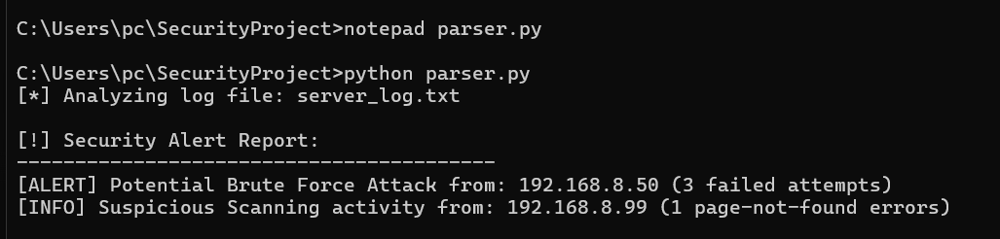 C:\Users\pc\SecurityProject>notepad parser.py
C:\Users\pc\SecurityProject>python parser.py
[*] Analyzing log file: server_log.txt
[!] Security Alert Report:
-----------------------------------------
[ALERT] Potential Brute Force Attack from: 192.168.8.50 (3 failed attempts)
[INFO] Suspicious Scanning activity from: 192.168.8.99 (1 page-not-found errors)